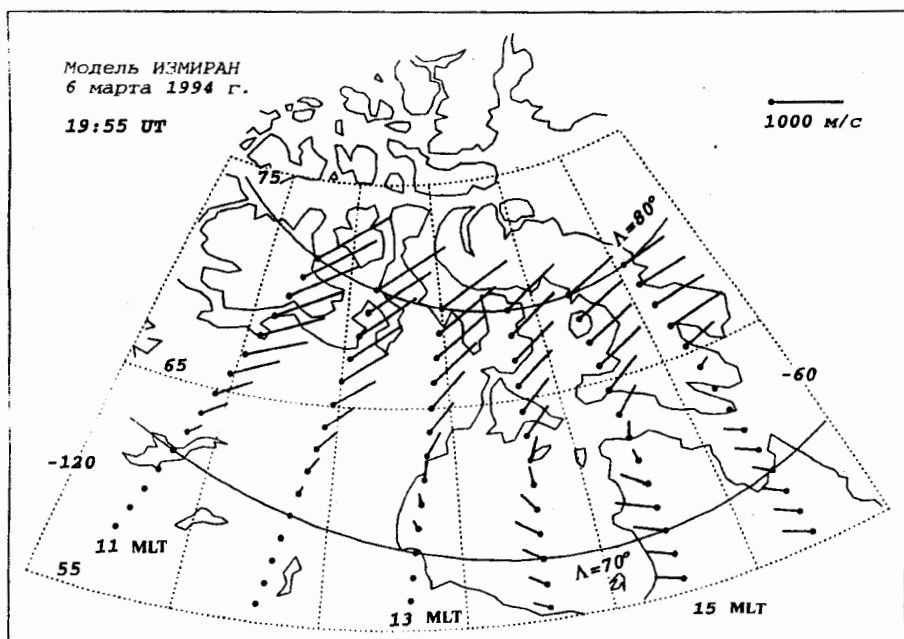 Модель ИЗМИРАН
6 марта 1994 г.
19:55 UT
1000 м/с
75
Λ=80°
65
-60
-120
11 MLT
55
13 MLT
Λ=70°
15 MLT